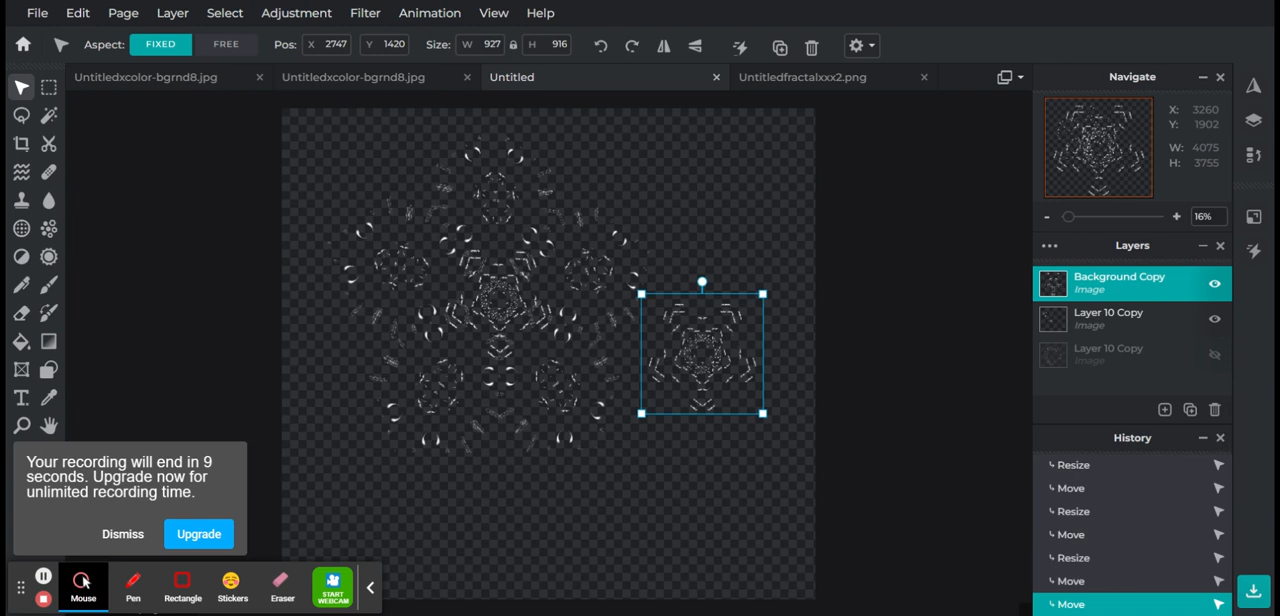 File Edit Page Layer Select Adjustment Filter Animation View Help
Aspect: FIXED FREE Pos: X 2747 Y 1420 Size: W 927 H 916
Untitledxcolor-bgrnd8.jpg Untitledxcolor-bgrnd8.jpg Untitled Untitledfractalxxx2.png
Navigate
X: 3260
Y: 1902
W: 4075
H: 3755
- + 16%
Layers
Background Copy
Image
Layer 10 Copy
Image
Layer 10 Copy
Image
History
Resize
Move
Resize
Move
Resize
Move
Move
Your recording will end in 9
seconds. Upgrade now for
unlimited recording time.
Dismiss Upgrade
Mouse Pen Rectangle Stickers Eraser START
WEBCAM